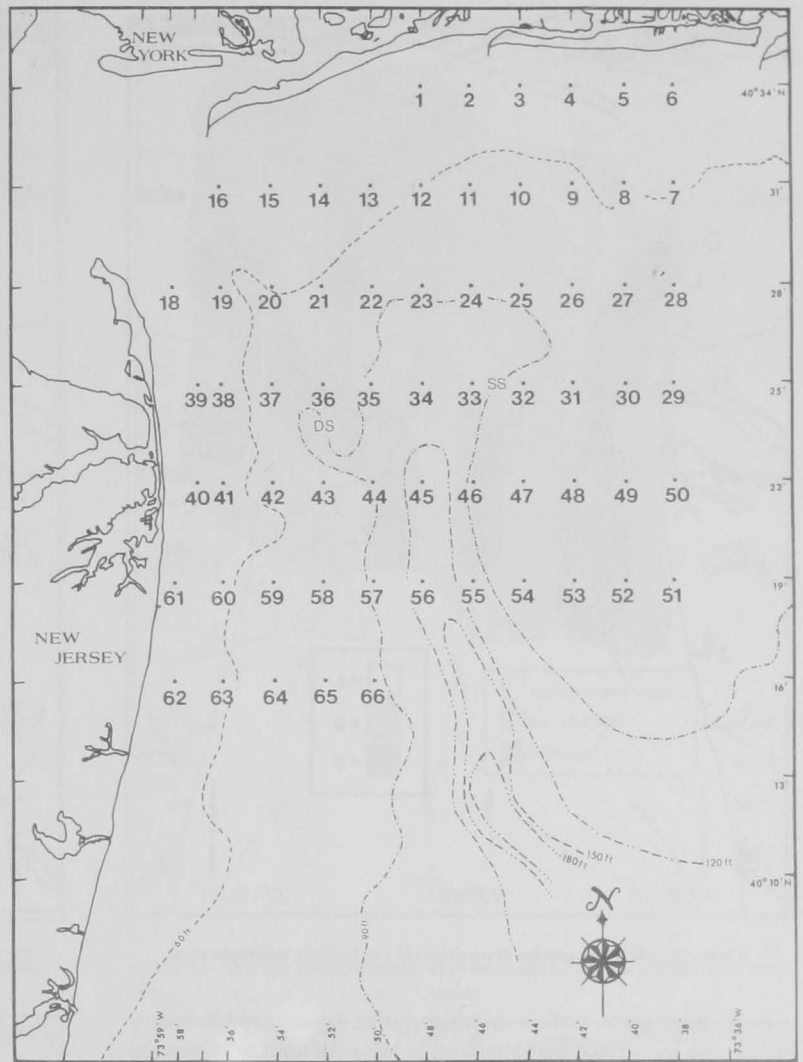 NEW
YORK
1 2 3 4 5 6 40°34'N
16 15 14 13 12 11 10 9 8 7 31'
18 19 20 21 22 23 24 25 26 27 28 28'
SS
39 38 37 36 35 34 33 32 31 30 29 25'
DS
40 41 42 43 44 45 46 47 48 49 50 22'
61 60 59 58 57 56 55 54 53 52 51 19'
NEW
JERSEY
62 63 64 65 66 16'
13'
150 ft
180 ft
120 ft
40°10'N
N
60 ft
90 ft
73°59'W 58 56 54 52 50 48 46 44 42 40 38 73°36'W